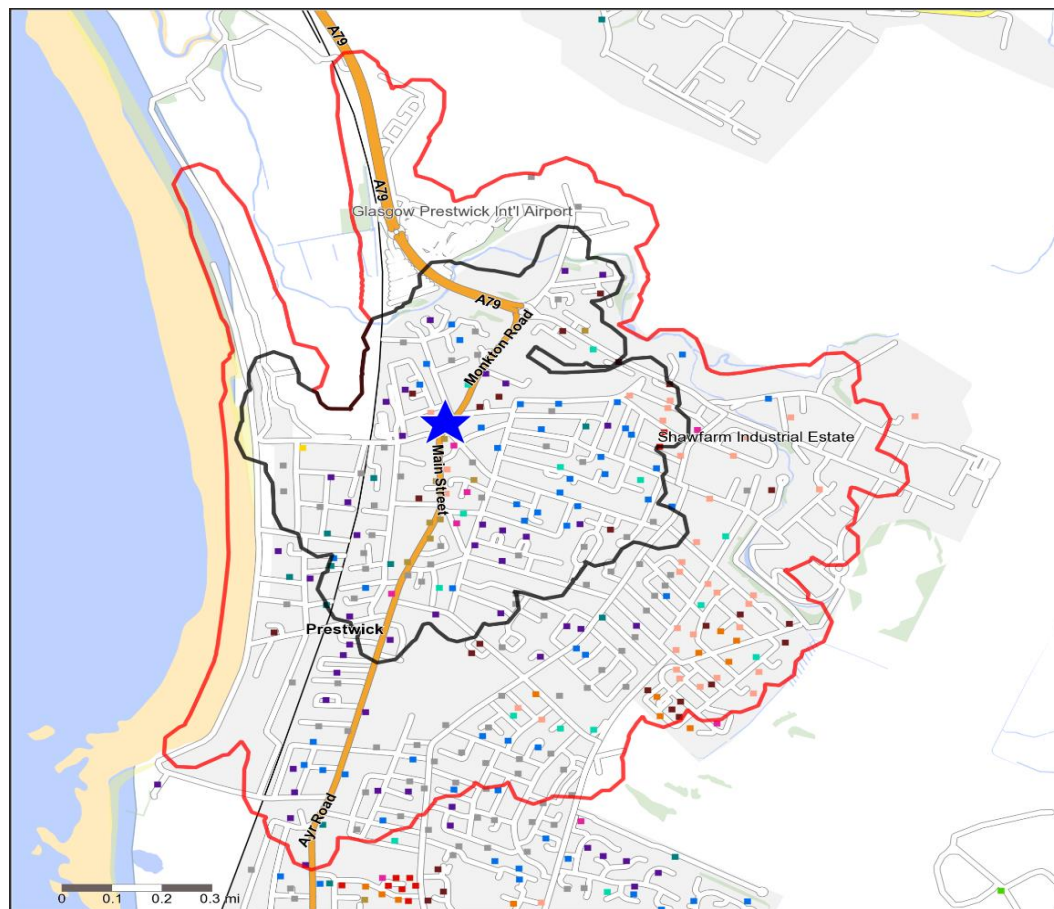 A79
A79
Glasgow Prestwick Int'l Airport
A79
Monkton Road
Main Street
Shawfarm Industrial Estate
Prestwick
Ayr Road
0 0.1 0.2 0.3 mi